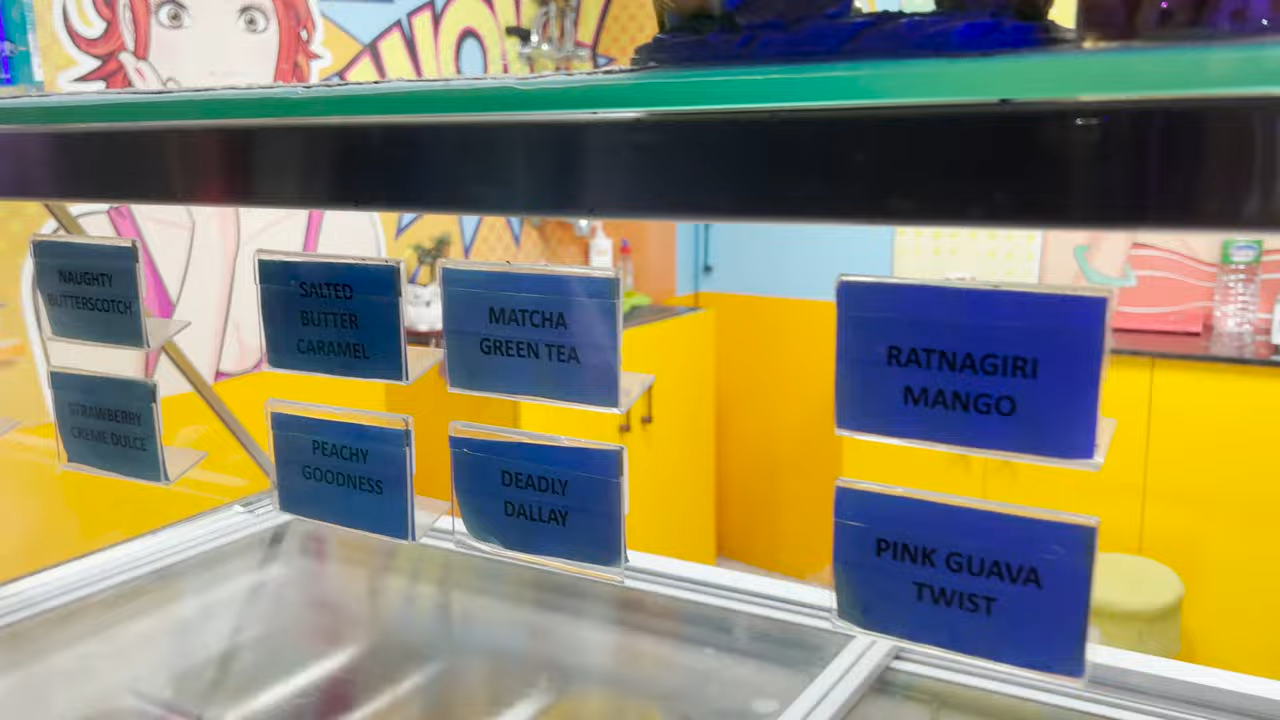 WOW!
NAUGHTY
BUTTERSCOTCH
SALTED
BUTTER
CARAMEL
MATCHA
GREEN TEA
RATNAGIRI
MANGO
STRAWBERRY
CREME DULCE
PEACHY
GOODNESS
DEADLY
DALLAY
PINK GUAVA
TWIST